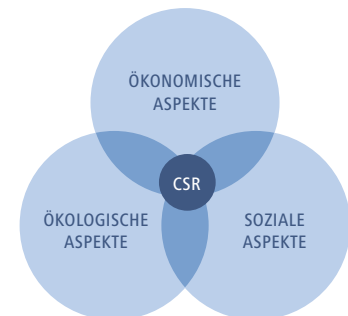 ÖKONOMISCHE
ASPEKTE
CSR
ÖKOLOGISCHE
ASPEKTE
SOZIALE
ASPEKTE